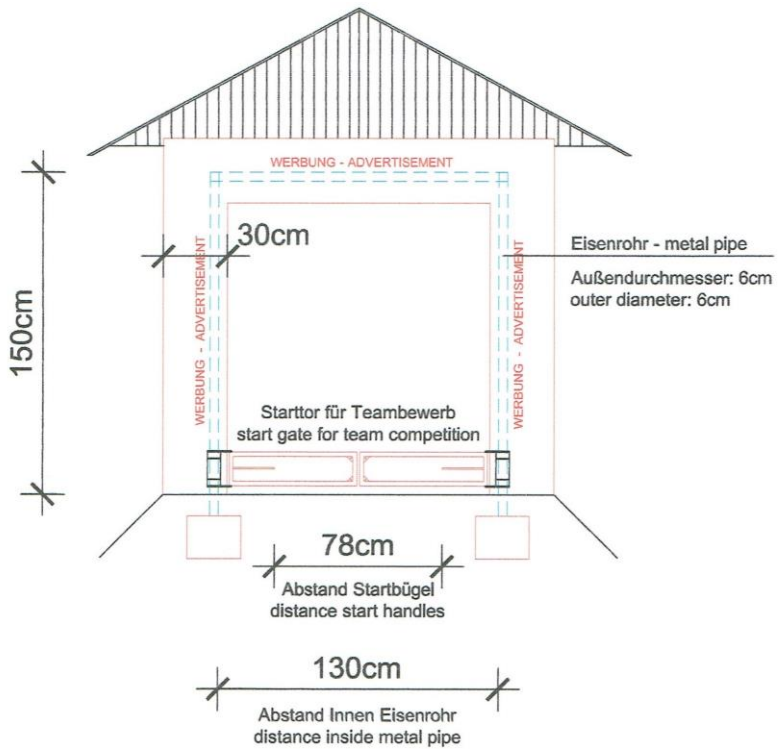 WERBUNG - ADVERTISEMENT
30cm
WERBUNG - ADVERTISEMENT
WERBUNG - ADVERTISEMENT
150cm
Eisenrohr - metal pipe
Außendurchmesser: 6cm
outer diameter: 6cm
Starttor für Teambewerb
start gate for team competition
78cm
Abstand Startbügel
distance start handles
130cm
Abstand Innen Eisenrohr
distance inside metal pipe